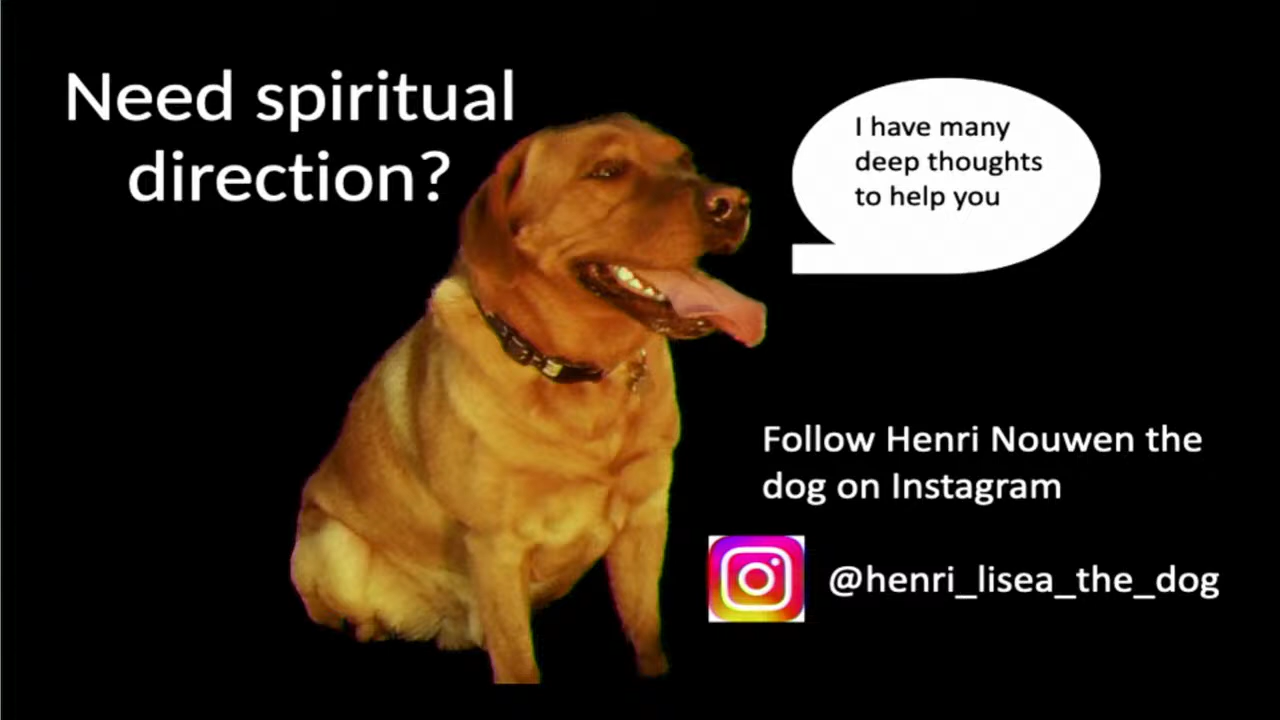 Need spiritual
direction?
I have many
deep thoughts
to help you
Follow Henri Nouwen the
dog on Instagram
@henri_lisea_the_dog